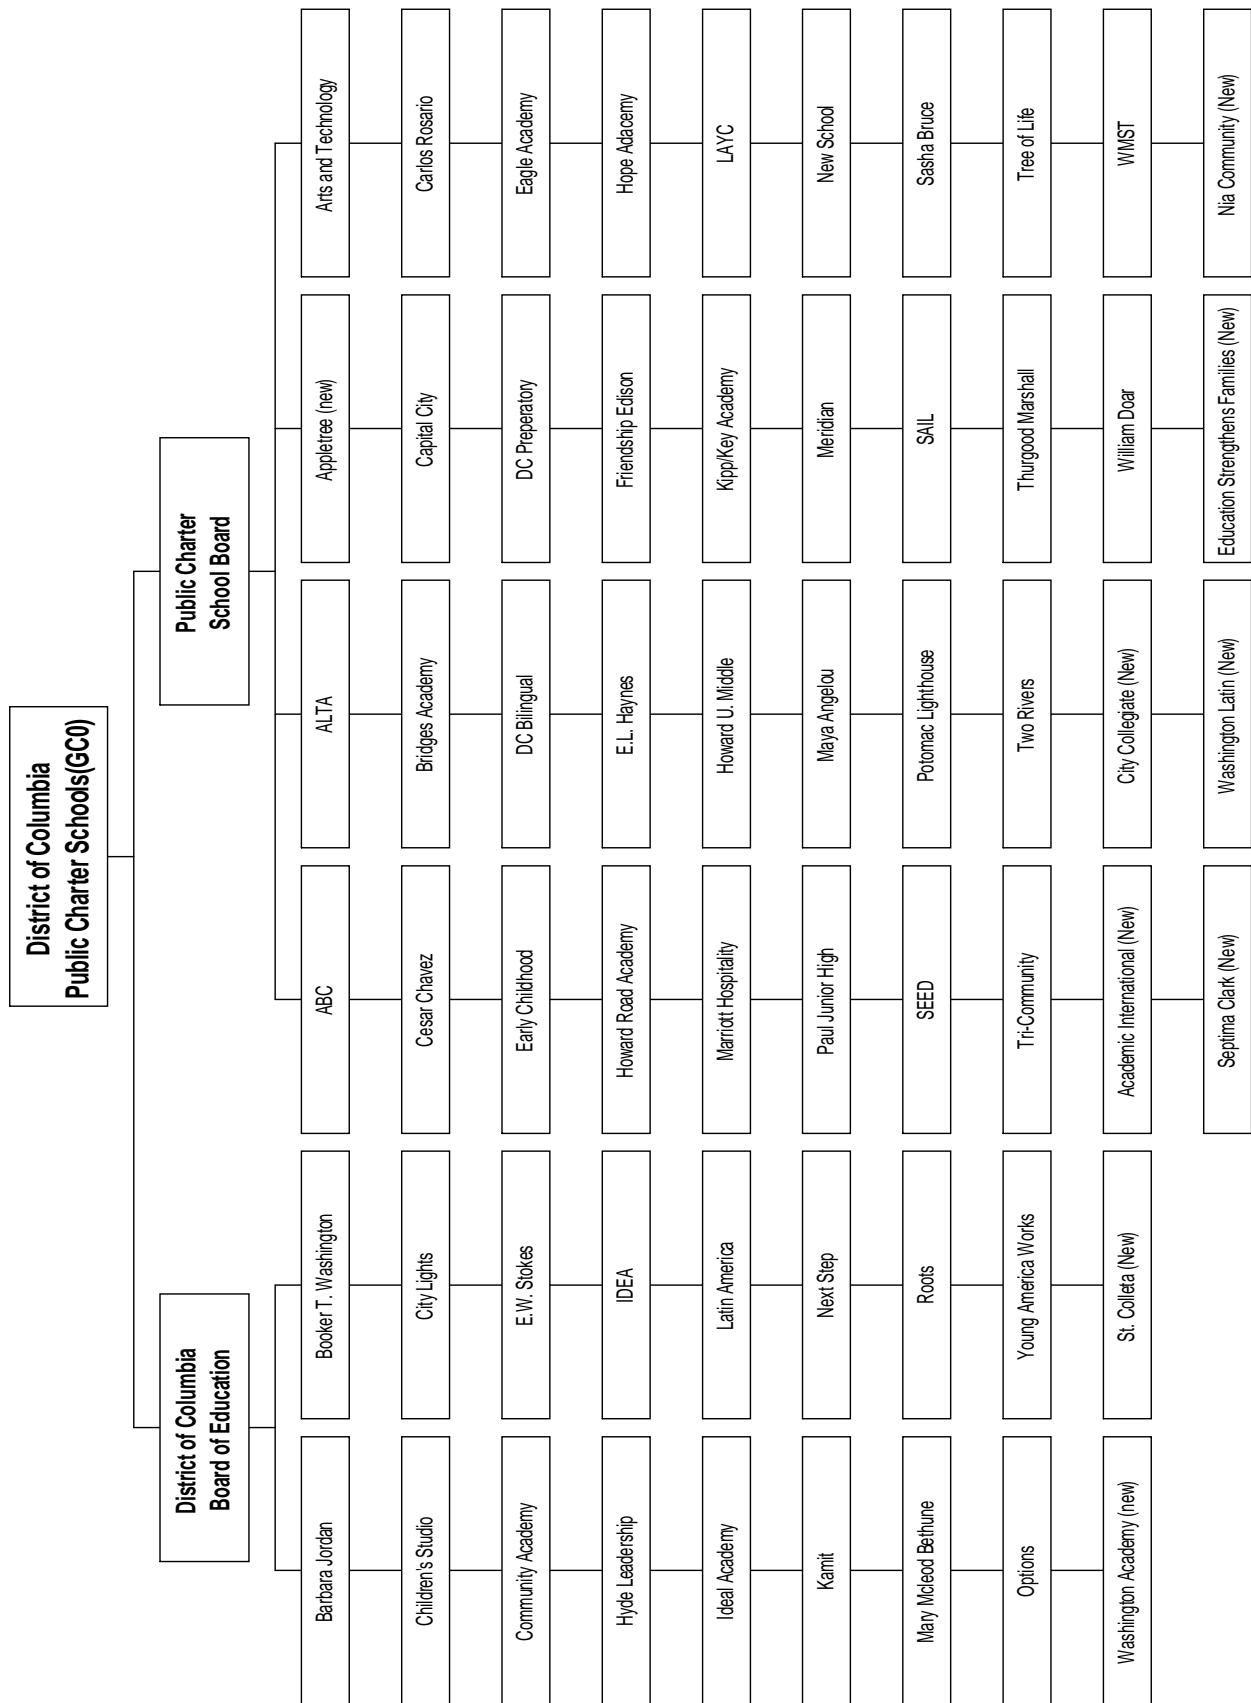 District of Columbia
Public Charter Schools(GC0)
District of Columbia
Board of Education
Public Charter
School Board
Barbara Jordan
Booker T. Washington
ABC
ALTA
Appletree (new)
Arts and Technology
Children's Studio
City Lights
Cesar Chavez
Bridges Academy
Capital City
Carlos Rosario
Community Academy
E.W. Stokes
Early Childhood
DC Bilingual
DC Preperatory
Eagle Academy
Hyde Leadership
IDEA
Howard Road Academy
E.L. Haynes
Friendship Edison
Hope Adacemy
Ideal Academy
Latin America
Marriott Hospitality
Howard U. Middle
Kipp/Key Academy
LAYC
Kamit
Next Step
Paul Junior High
Maya Angelou
Meridian
New School
Mary Mcleod Bethune
Roots
SEED
Potomac Lighthouse
SAIL
Sasha Bruce
Options
Young America Works
Tri-Community
Two Rivers
Thurgood Marshall
Tree of Life
Washington Academy (new)
St. Colleta (New)
Academic International (New)
City Collegiate (New)
William Doar
WMST
Septima Clark (New)
Washington Latin (New)
Education Strengthens Families (New)
Nia Community (New)